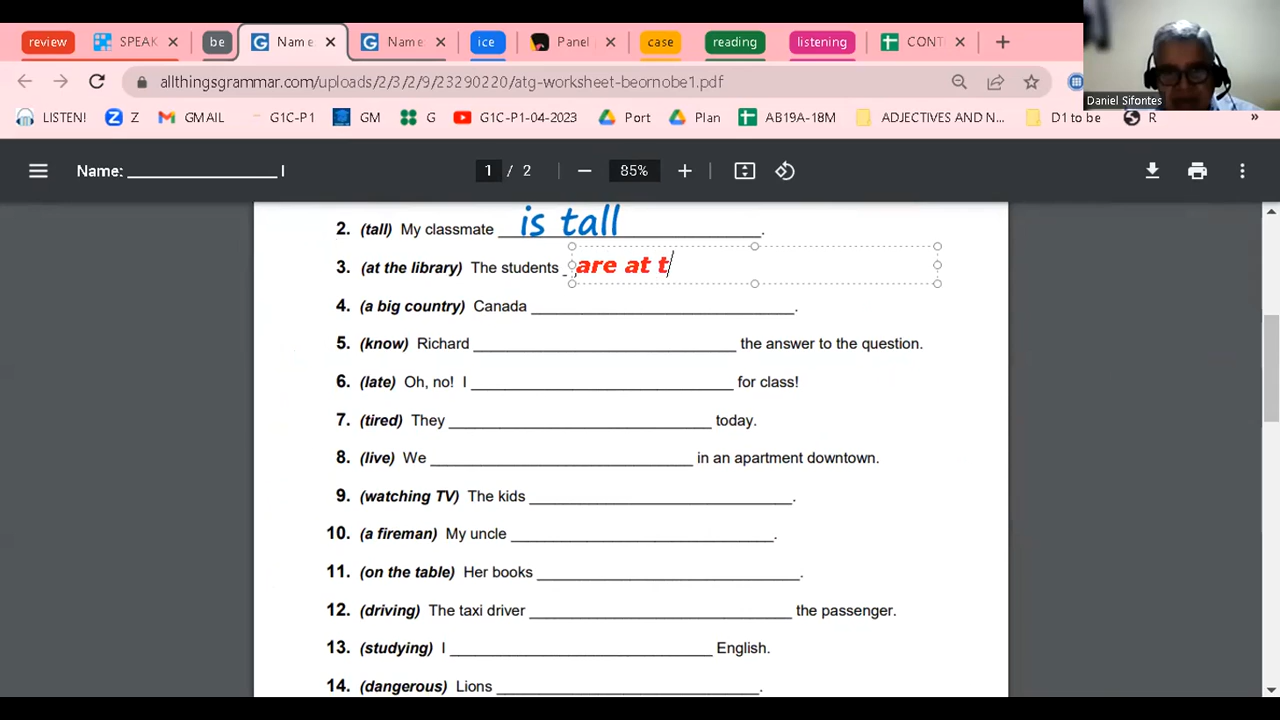 review SPEAK be Name Name ice Panel case reading listening CONT
allthingsgrammar.com/uploads/2/3/2/9/23290220/atg-worksheet-beornobe1.pdf
Daniel Sifontes
LISTEN! Z GMAIL G1C-P1 GM G G1C-P1-04-2023 Port Plan AB19A-18M ADJECTIVES AND N... D1 to be R »
Name: _________________ I 1 / 2 85%
2. (tall) My classmate is tall.
3. (at the library) The students _ are at t
4. (a big country) Canada ______________________________.
5. (know) Richard ______________________________ the answer to the question.
6. (late) Oh, no! I ______________________________ for class!
7. (tired) They ______________________________ today.
8. (live) We ______________________________ in an apartment downtown.
9. (watching TV) The kids ______________________________.
10. (a fireman) My uncle ______________________________.
11. (on the table) Her books ______________________________.
12. (driving) The taxi driver ______________________________ the passenger.
13. (studying) I ______________________________ English.
14. (dangerous) Lions ______________________________.